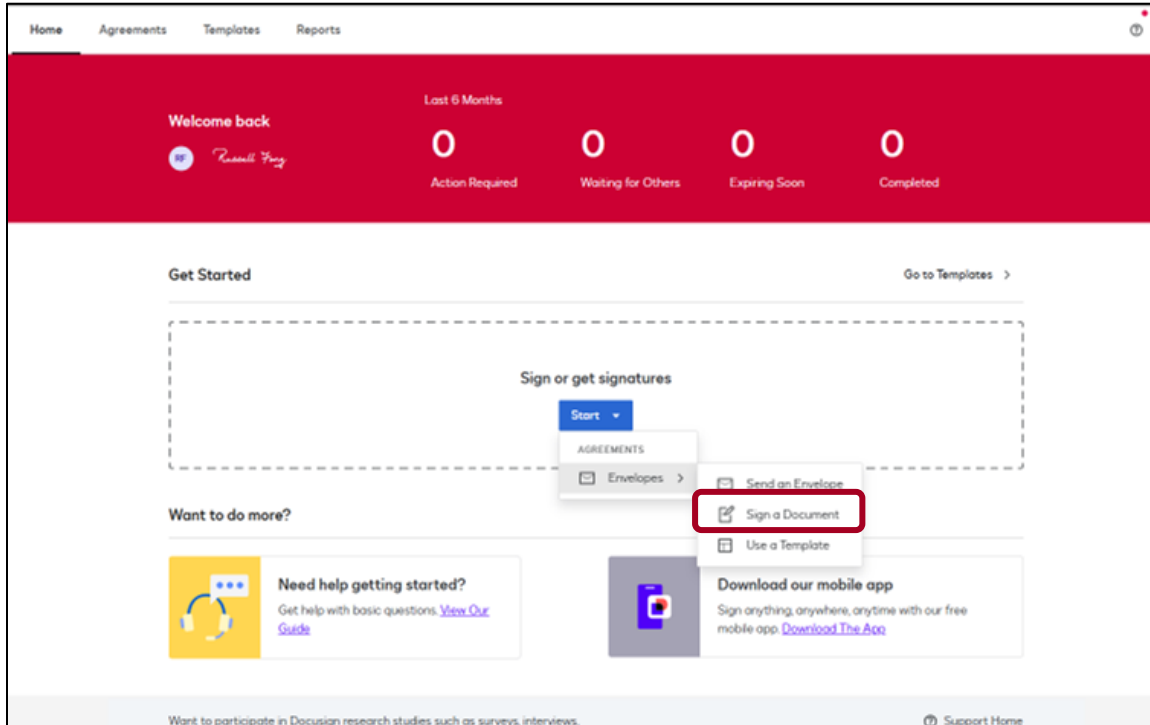 Home Agreements Templates Reports
Last 6 Months
Welcome back
RF Russell Fong
0 0 0 0
Action Required Waiting for Others Expiring Soon Completed
Get Started Go to Templates
Sign or get signatures
Start
AGREEMENTS
Envelopes
Send an Envelope
Sign a Document
Use a Template
Want to do more?
Need help getting started?
Get help with basic questions. View Our
Guide
Download our mobile app
Sign anything, anywhere, anytime with our free
mobile app. Download The App
Want to participate in Docusign research studies such as surveys, interviews, Support Home